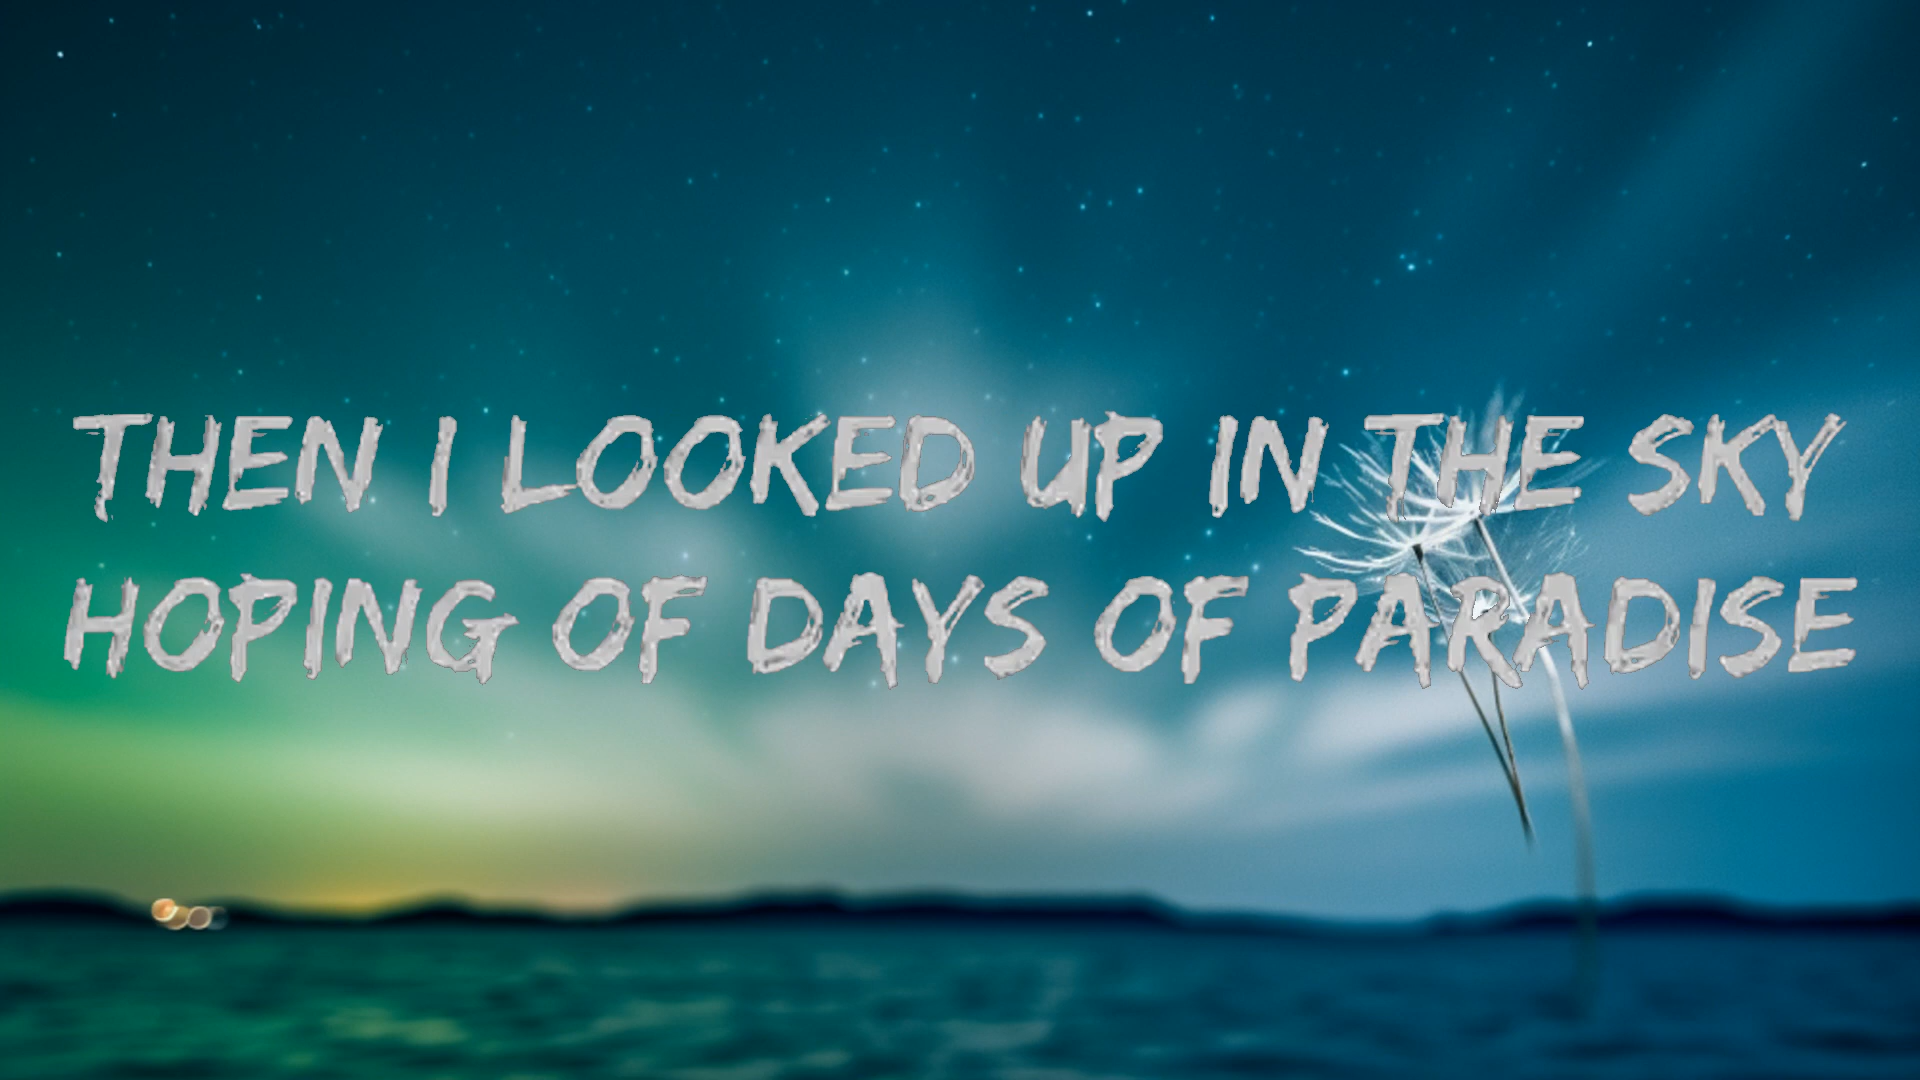 THEN I LOOKED UP IN THE SKY
HOPING OF DAYS OF PARADISE